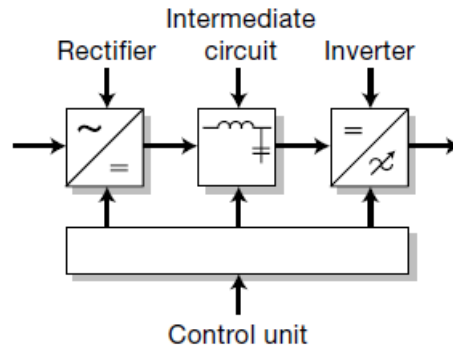 Intermediate
Rectifier circuit Inverter
~
=
=
~
Control unit